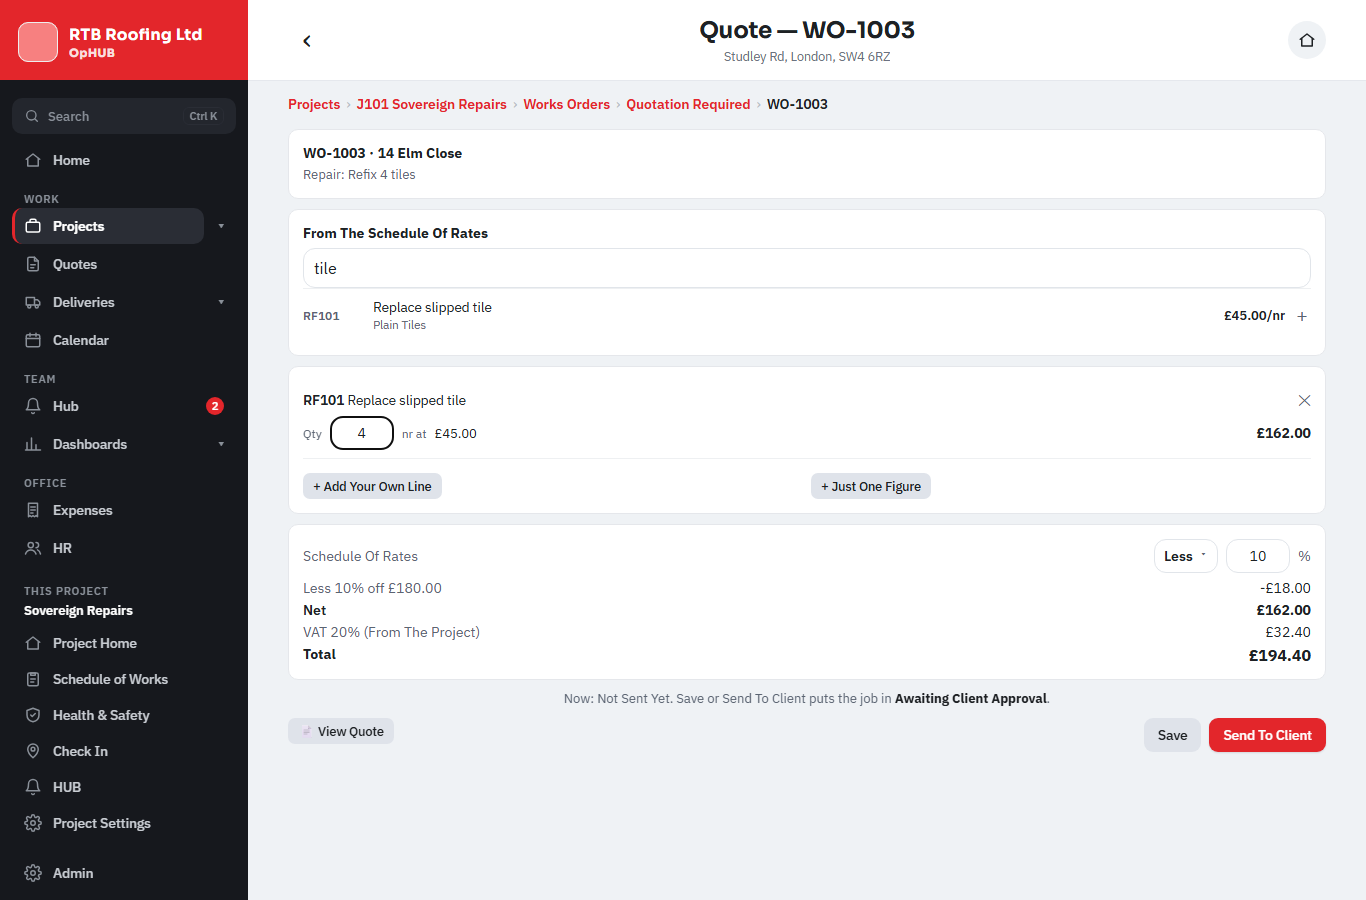 RTB Roofing Ltd
OpHUB
Search Ctrl K
Home
WORK
Projects
Quotes
Deliveries
Calendar
TEAM
Hub 2
Dashboards
OFFICE
Expenses
HR
THIS PROJECT
Sovereign Repairs
Project Home
Schedule of Works
Health & Safety
Check In
HUB
Project Settings
Admin
Quote — WO-1003
Studley Rd, London, SW4 6RZ
Projects › J101 Sovereign Repairs › Works Orders › Quotation Required › WO-1003
WO-1003 · 14 Elm Close
Repair: Refix 4 tiles
From The Schedule Of Rates
tile
RF101 Replace slipped tile £45.00/nr +
Plain Tiles
RF101 Replace slipped tile
Qty 4 nr at £45.00 £162.00
+ Add Your Own Line + Just One Figure
Schedule Of Rates Less 10 %
Less 10% off £180.00 -£18.00
Net £162.00
VAT 20% (From The Project) £32.40
Total £194.40
Now: Not Sent Yet. Save or Send To Client puts the job in Awaiting Client Approval.
View Quote Save Send To Client